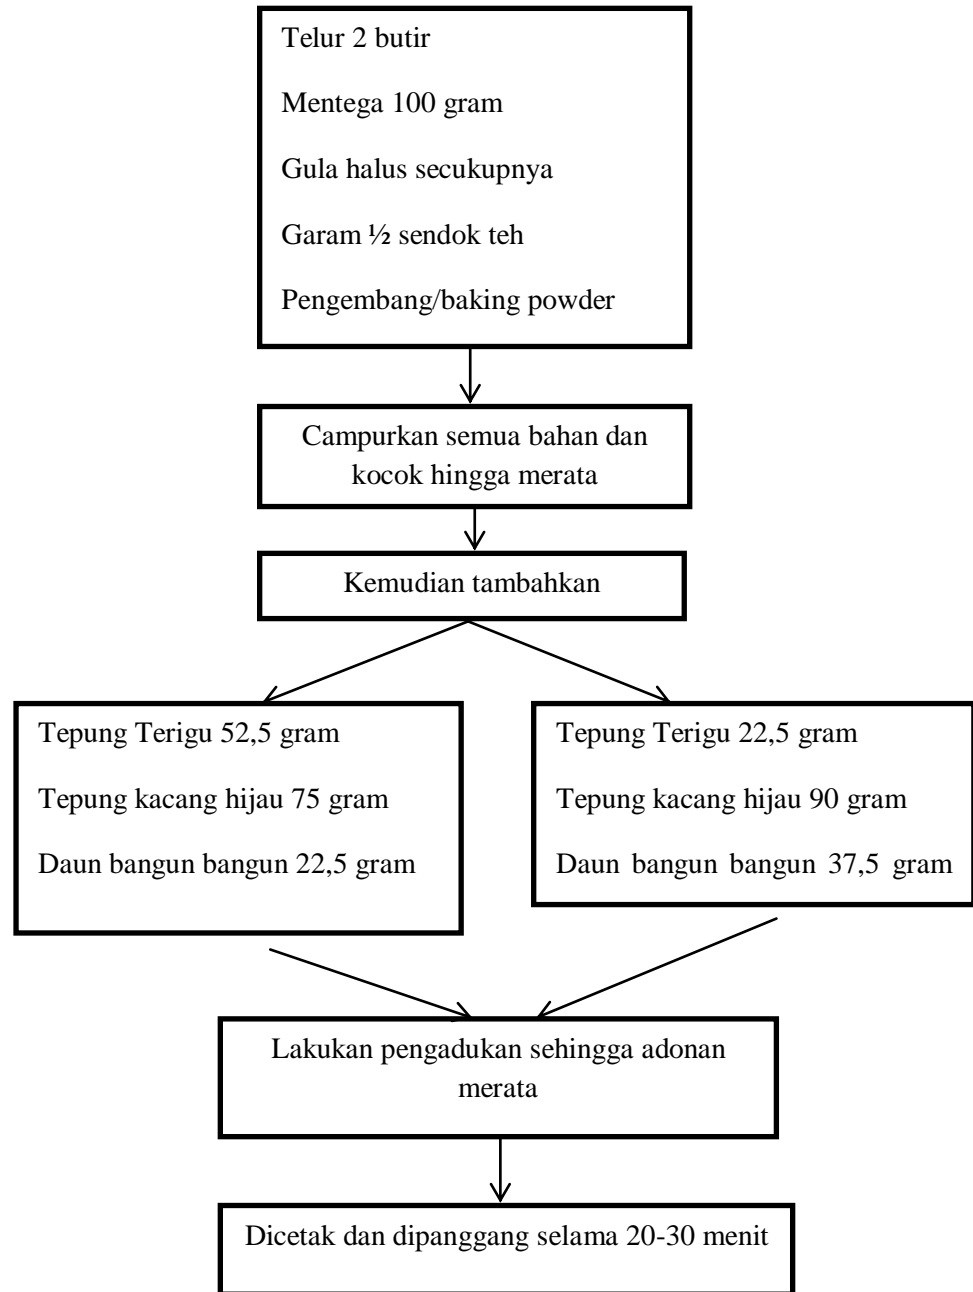 Telur 2 butir
Mentega 100 gram
Gula halus secukupnya
Garam ½ sendok teh
Pengembang/baking powder
Campurkan semua bahan dan
kocok hingga merata
Kemudian tambahkan
Tepung Terigu 52,5 gram
Tepung kacang hijau 75 gram
Daun bangun bangun 22,5 gram
Tepung Terigu 22,5 gram
Tepung kacang hijau 90 gram
Daun bangun bangun 37,5 gram
Lakukan pengadukan sehingga adonan
merata
Dicetak dan dipanggang selama 20-30 menit